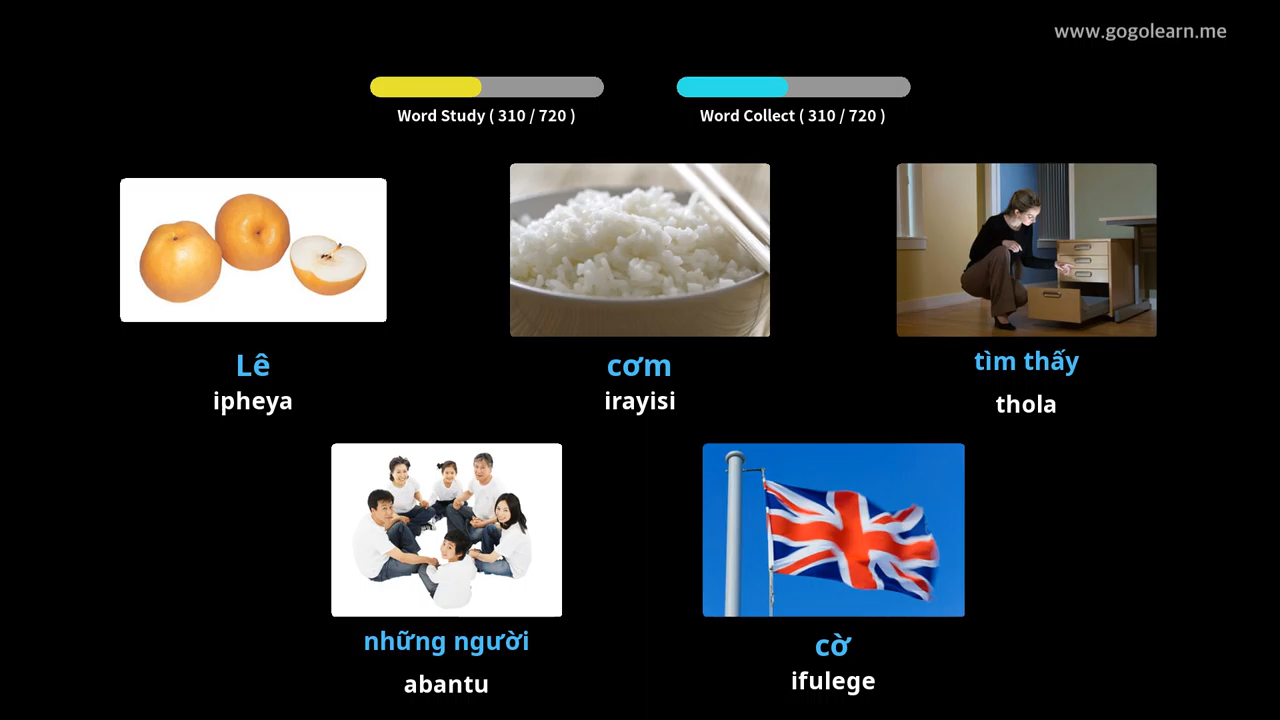 www.gogolearn.me
Word Study ( 310 / 720 )
Word Collect ( 310 / 720 )
Lê
ipheya
cơm
irayisi
tìm thấy
thola
những người
abantu
cờ
ifulege